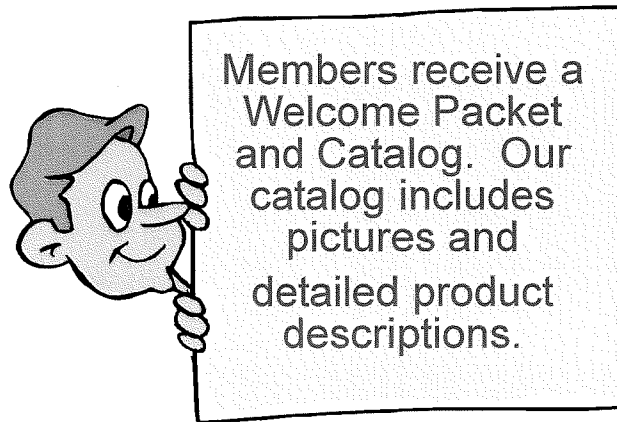 Members receive a
Welcome Packet
and Catalog.  Our
catalog includes
pictures and
detailed product
descriptions.